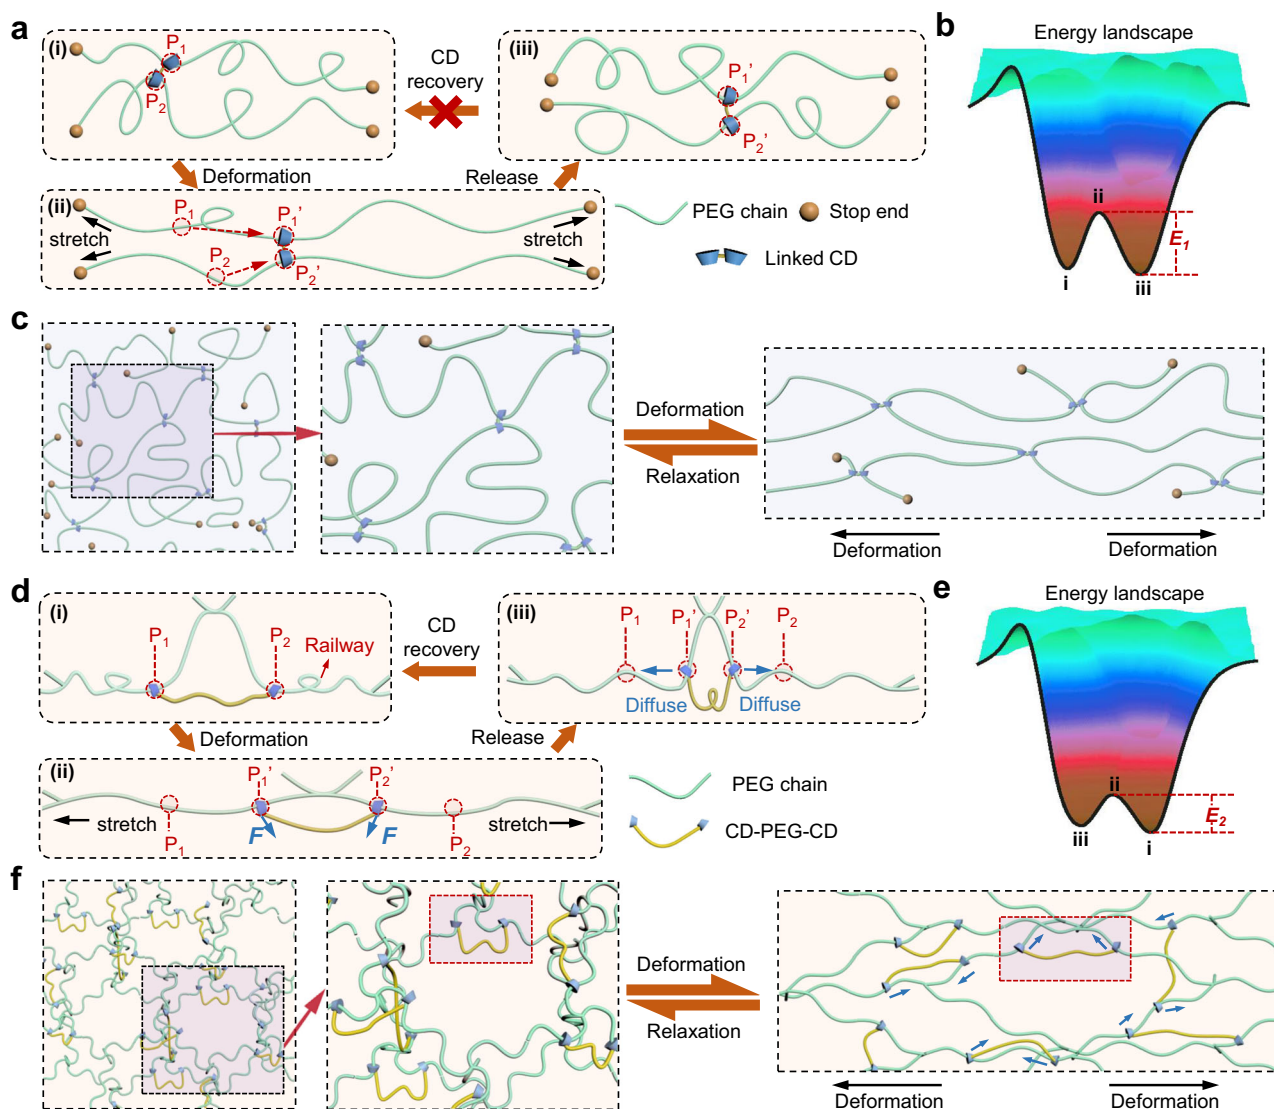 a
(i)
P1
P2
CD
recovery
(iii)
P1'
P2'
b
Energy landscape
ii
E1
i
iii
Deformation
Release
(ii)
P1
P1'
stretch
P2
P2'
stretch
PEG chain
Stop end
Linked CD
c
Deformation
Relaxation
Deformation
Deformation
d
(i)
P1
P2
Railway
CD
recovery
(iii)
P1
P1'
P2'
P2
Diffuse
Diffuse
e
Energy landscape
ii
E2
iii
i
Deformation
Release
(ii)
P1'
P2'
stretch
P1
F
F
P2
stretch
PEG chain
CD-PEG-CD
f
Deformation
Relaxation
Deformation
Deformation